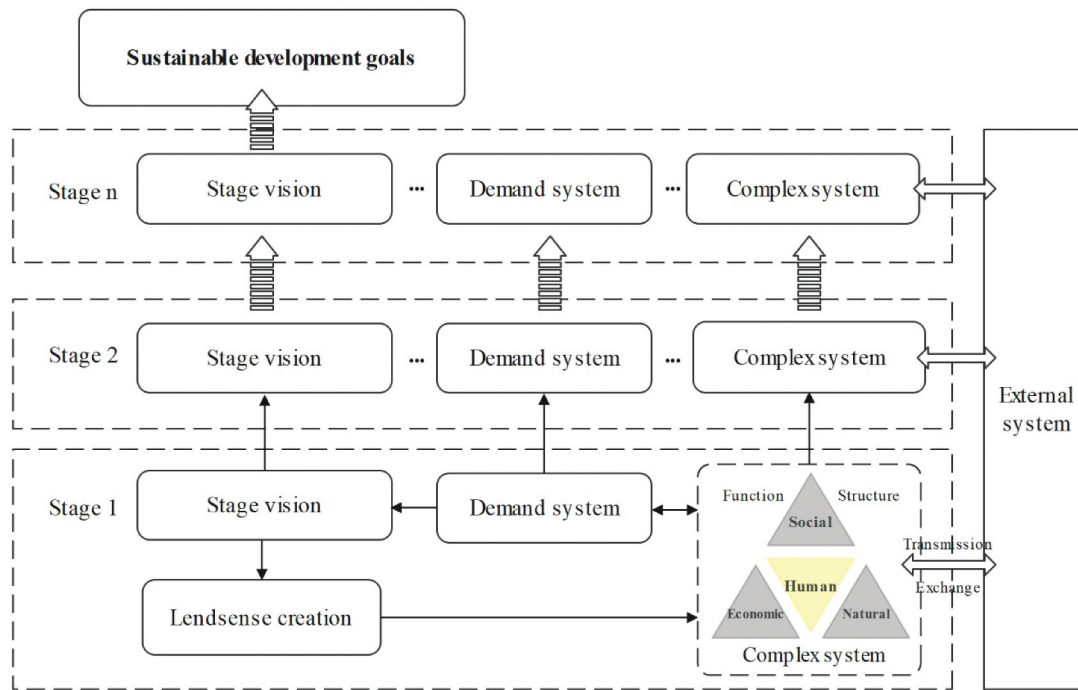 Sustainable development goals
Stage n
Stage vision
...
Demand system
...
Complex system
Stage 2
Stage vision
...
Demand system
...
Complex system
External
system
Stage 1
Stage vision
Demand system
Function
Structure
Social
Human
Economic
Natural
Complex system
Transmission
Exchange
Lendsense creation